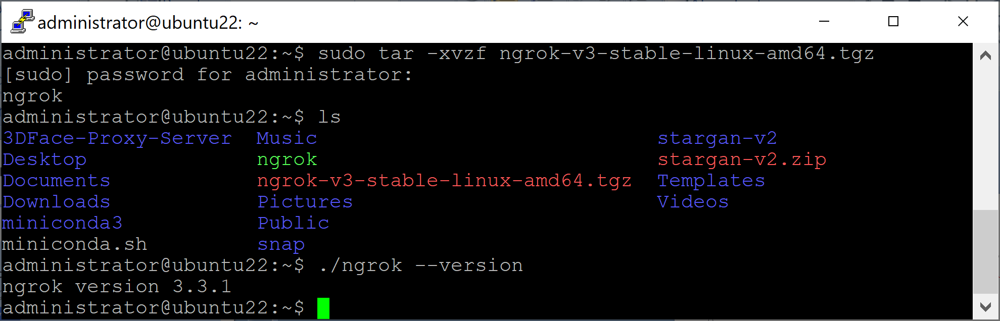 administrator@ubuntu22: ~
administrator@ubuntu22:~$ sudo tar -xvzf ngrok-v3-stable-linux-amd64.tgz
[sudo] password for administrator:
ngrok
administrator@ubuntu22:~$ ls
3DFace-Proxy-Server  Music                            stargan-v2
Desktop              ngrok                            stargan-v2.zip
Documents            ngrok-v3-stable-linux-amd64.tgz  Templates
Downloads            Pictures                         Videos
miniconda3           Public
miniconda.sh         snap
administrator@ubuntu22:~$ ./ngrok --version
ngrok version 3.3.1
administrator@ubuntu22:~$